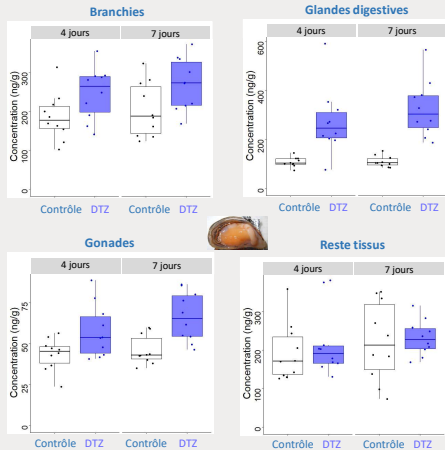 Branchies
4 jours 7 jours
Concentration (ng/g)
300
200
100
0
Contrôle DTZ Contrôle DTZ
Glandes digestives
4 jours 7 jours
Concentration (ng/g)
600
400
200
0
Contrôle DTZ Contrôle DTZ
Gonades
4 jours 7 jours
Concentration (ng/g)
75
50
25
0
Contrôle DTZ Contrôle DTZ
Reste tissus
4 jours 7 jours
Concentration (ng/g)
300
200
100
0
Contrôle DTZ Contrôle DTZ